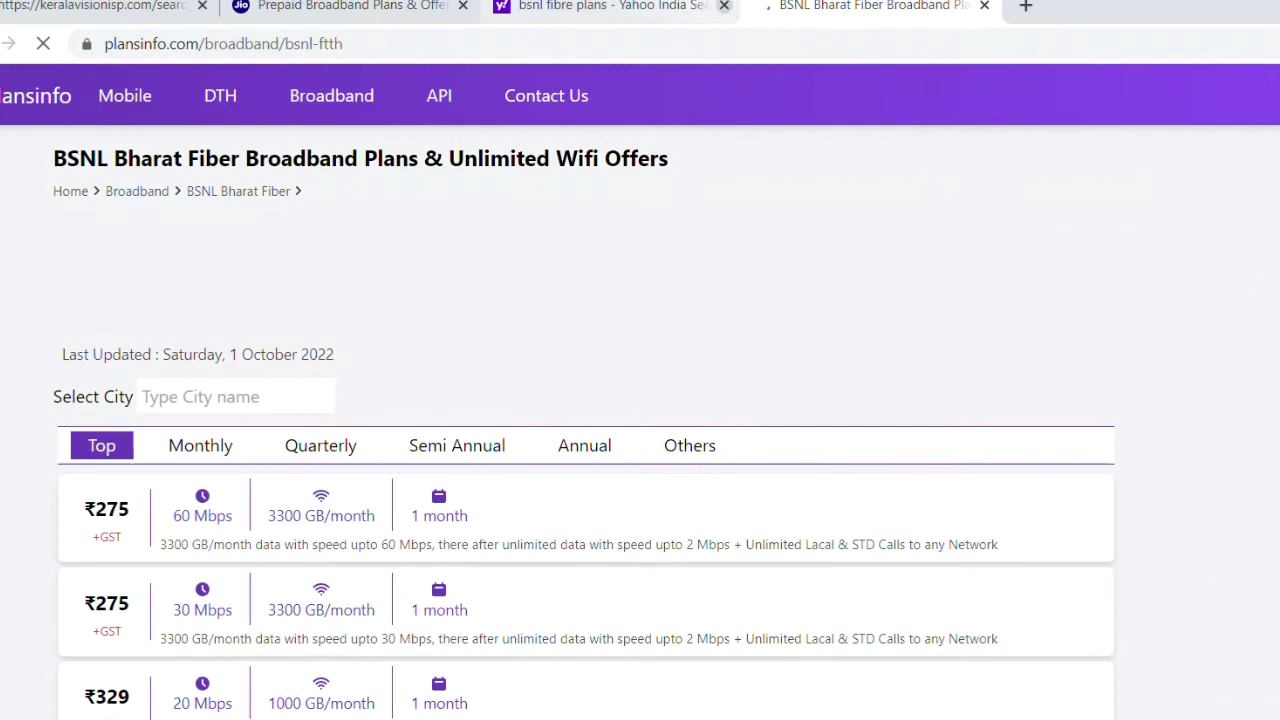 https://keralavisionisp.com/sear
Prepaid Broadband Plans & Offe
bsnl fibre plans - Yahoo India Se
BSNL Bharat Fiber Broadband Pla
plansinfo.com/broadband/bsnl-ftth
lansinfo Mobile DTH Broadband API Contact Us
BSNL Bharat Fiber Broadband Plans & Unlimited Wifi Offers
Home > Broadband > BSNL Bharat Fiber >
Last Updated : Saturday, 1 October 2022
Select City Type City name
Top Monthly Quarterly Semi Annual Annual Others
₹275 60 Mbps 3300 GB/month 1 month
+GST
3300 GB/month data with speed upto 60 Mbps, there after unlimited data with speed upto 2 Mbps + Unlimited Lacal & STD Calls to any Network
₹275 30 Mbps 3300 GB/month 1 month
+GST
3300 GB/month data with speed upto 30 Mbps, there after unlimited data with speed upto 2 Mbps + Unlimited Lacal & STD Calls to any Network
₹329 20 Mbps 1000 GB/month 1 month